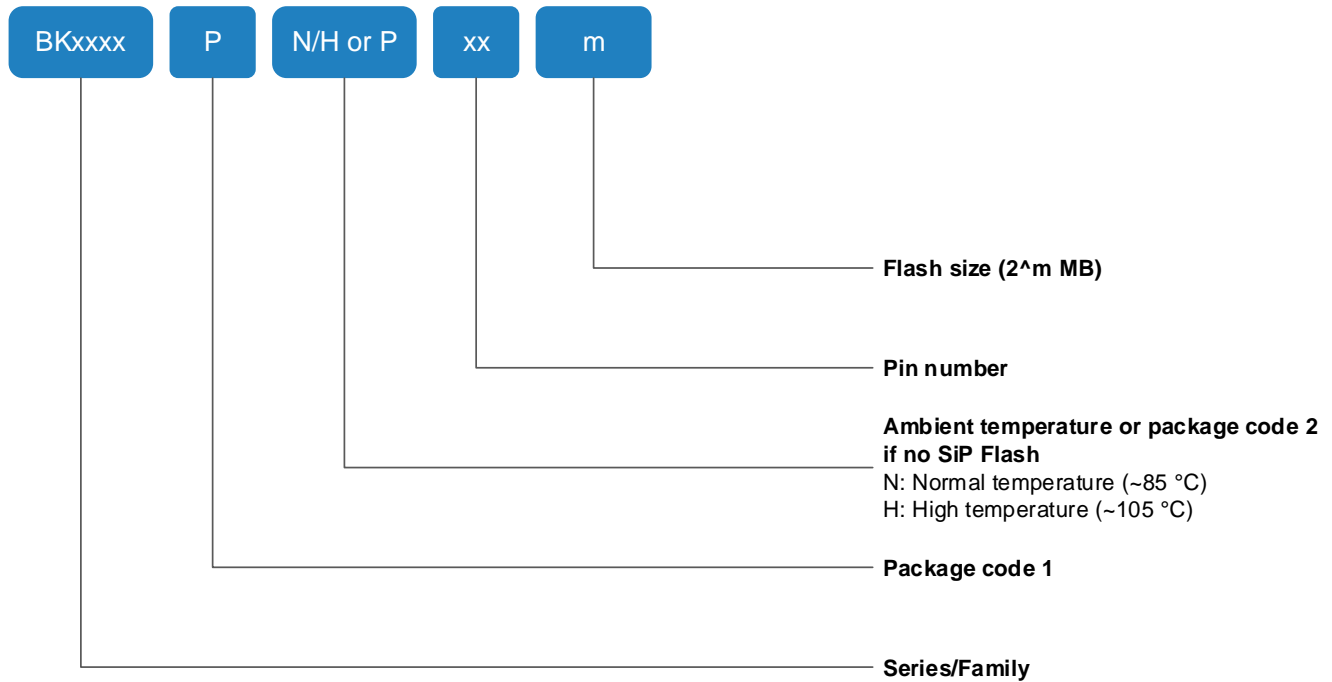 BKxxxx P N/H or P xx m
Flash size (2^m MB)
Pin number
Ambient temperature or package code 2
if no SiP Flash
N: Normal temperature (~85 °C)
H: High temperature (~105 °C)
Package code 1
Series/Family